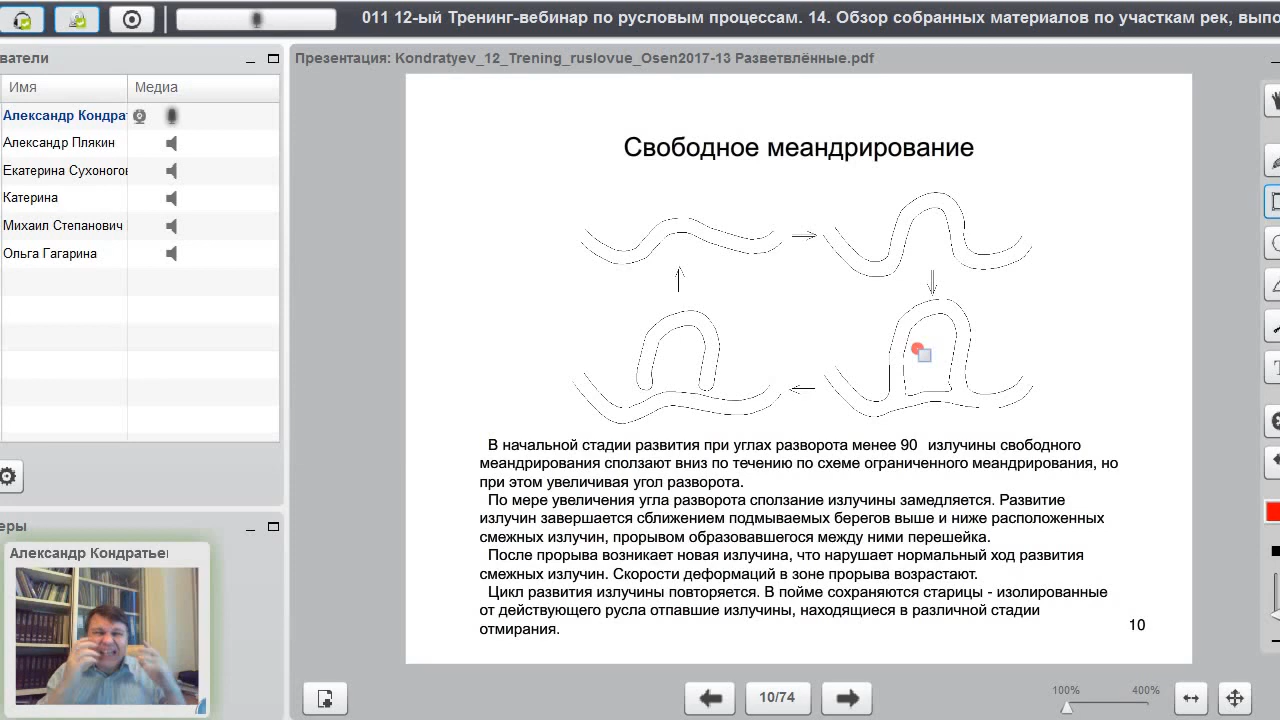 011 12-ый Тренинг-вебинар по русловым процессам. 14. Обзор собранных материалов по участкам рек, выпо
ватели
Имя
Медиа
Александр Кондрат
Александр Плякин
Екатерина Сухоногов
Катерина
Михаил Степанович
Ольга Гагарина
еры
Александр Кондратьев
Презентация: Kondratyev_12_Trening_ruslovue_Osen2017-13 Разветвлённые.pdf
Свободное меандрирование
В начальной стадии развития при углах разворота менее 90 излучины свободного
меандрирования сползают вниз по течению по схеме ограниченного меандрирования, но
при этом увеличивая угол разворота.
По мере увеличения угла разворота сползание излучины замедляется. Развитие
излучин завершается сближением подмываемых берегов выше и ниже расположенных
смежных излучин, прорывом образовавшегося между ними перешейка.
После прорыва возникает новая излучина, что нарушает нормальный ход развития
смежных излучин. Скорости деформаций в зоне прорыва возрастают.
Цикл развития излучины повторяется. В пойме сохраняются старицы - изолированные
от действующего русла отпавшие излучины, находящиеся в различной стадии
отмирания.
10
10/74
100%
400%